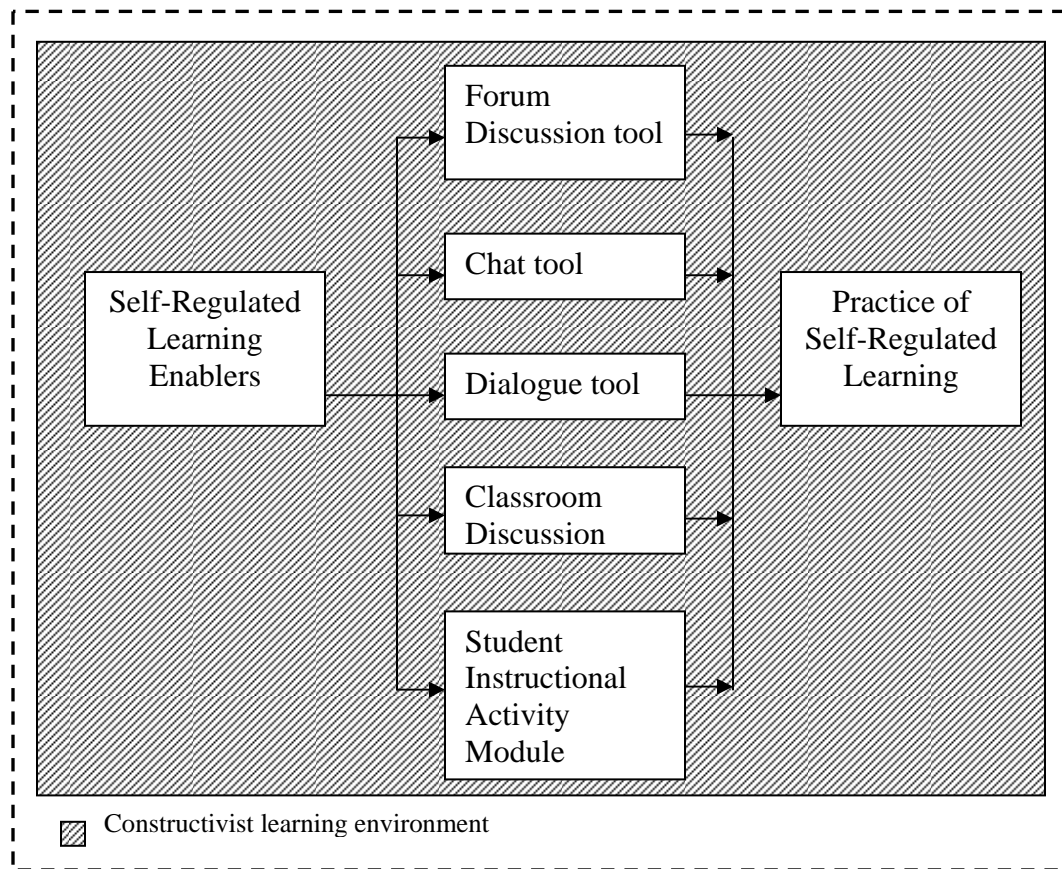 Forum
Discussion tool
Chat tool
Self-Regulated
Learning
Enablers
Practice of
Self-Regulated
Learning
Dialogue tool
Classroom
Discussion
Student
Instructional
Activity
Module
Constructivist learning environment